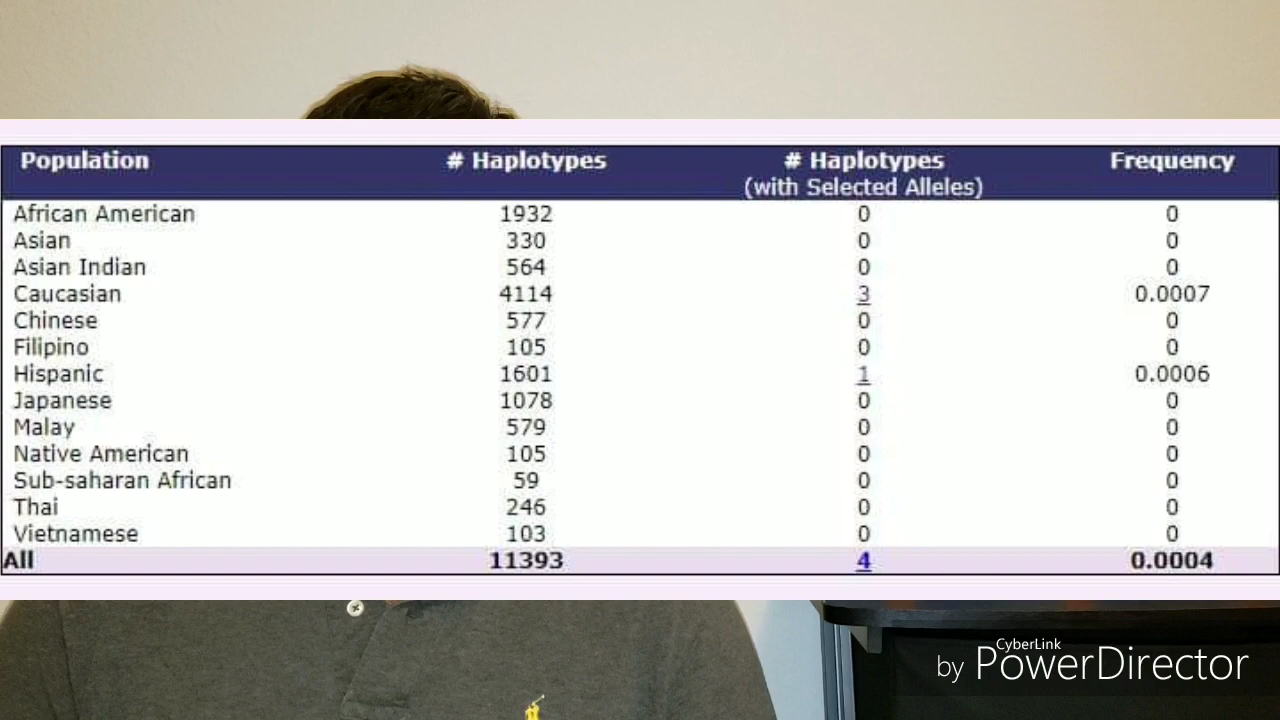 Population # Haplotypes # Haplotypes Frequency
(with Selected Alleles)
African American 1932 0 0
Asian 330 0 0
Asian Indian 564 0 0
Caucasian 4114 3 0.0007
Chinese 577 0 0
Filipino 105 0 0
Hispanic 1601 1 0.0006
Japanese 1078 0 0
Malay 579 0 0
Native American 105 0 0
Sub-saharan African 59 0 0
Thai 246 0 0
Vietnamese 103 0 0
All 11393 4 0.0004
CyberLink
by PowerDirector